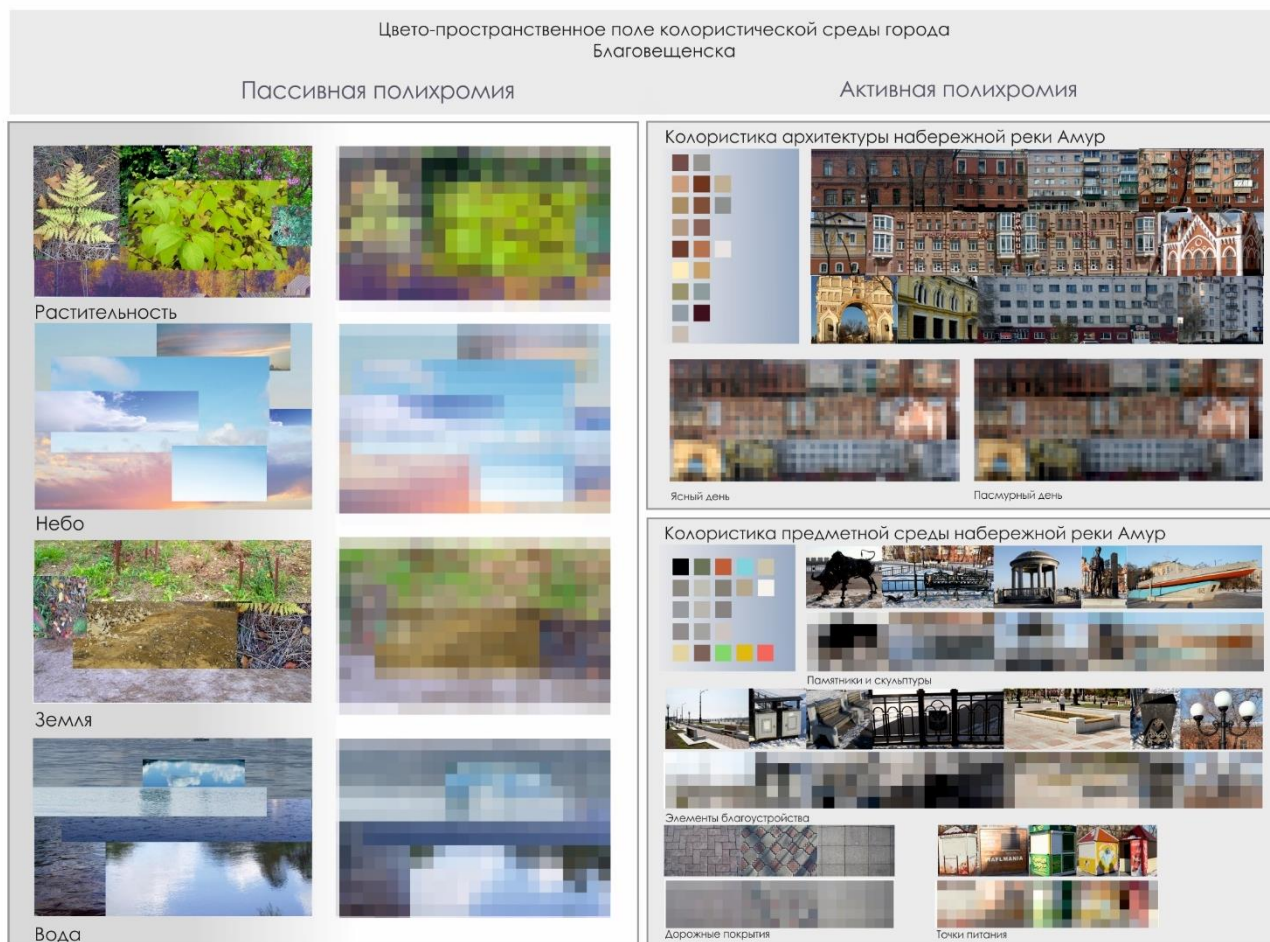 Цвето-пространственное поле колористической среды города
Благовещенска
Пассивная полихромия
Активная полихромия
Растительность
Небо
Земля
Вода
Колористика архитектуры набережной реки Амур
Ясный день
Пасмурный день
Колористика предметной среды набережной реки Амур
Памятники и скульптуры
Элементы благоустройства
Дорожные покрытия
Точки питания